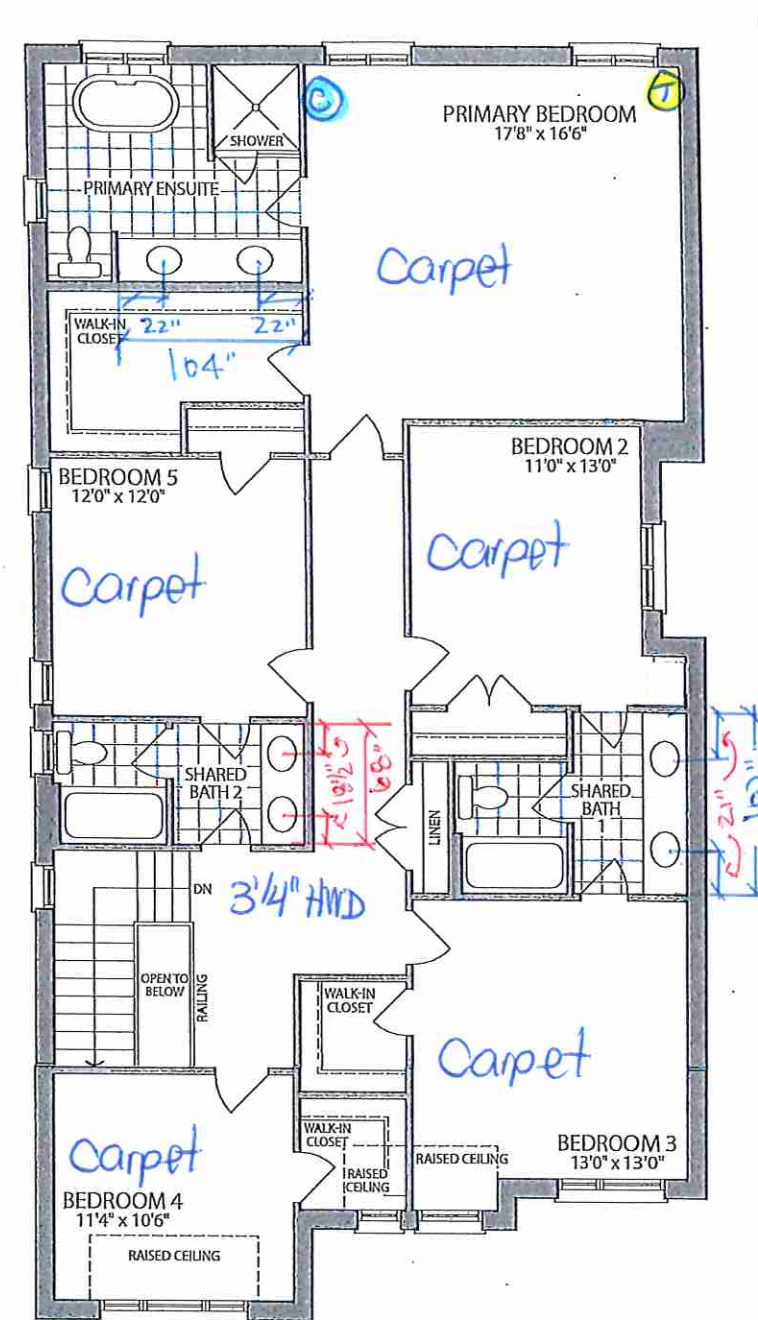 C
T
PRIMARY BEDROOM
17'8" x 16'6"
SHOWER
PRIMARY ENSUITE
Carpet
WALK-IN
CLOSET
22"
22"
104"
BEDROOM 5
12'0" x 12'0"
BEDROOM 2
11'0" x 13'0"
Carpet
Carpet
SHARED
BATH 2
18½"
68"
LINEN
SHARED
BATH
1
21"
DN
3¼" HWD
OPEN TO
BELOW
RAILING
WALK-IN
CLOSET
Carpet
Carpet
WALK-IN
CLOSET
RAISED
CEILING
RAISED CEILING
BEDROOM 3
13'0" x 13'0"
BEDROOM 4
11'4" x 10'6"
RAISED CEILING